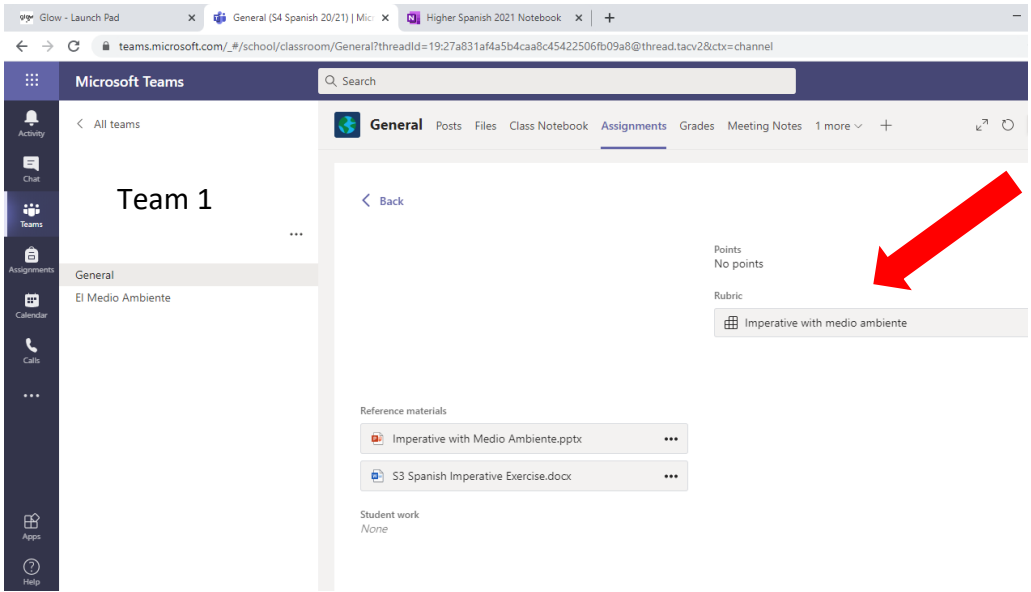 Glow - Launch Pad
General (S4 Spanish 20/21) | Micr
Higher Spanish 2021 Notebook
teams.microsoft.com/_#/school/classroom/General?threadId=19:27a831af4a5b4caa8c45422506fb09a8@thread.tacv2&ctx=channel
Microsoft Teams
Search
Activity
Chat
Teams
Assignments
Calendar
Calls
Apps
Help
All teams
Team 1
General
El Medio Ambiente
General Posts Files Class Notebook Assignments Grades Meeting Notes 1 more
Back
Points
No points
Rubric
Imperative with medio ambiente
Reference materials
Imperative with Medio Ambiente.pptx
S3 Spanish Imperative Exercise.docx
Student work
None